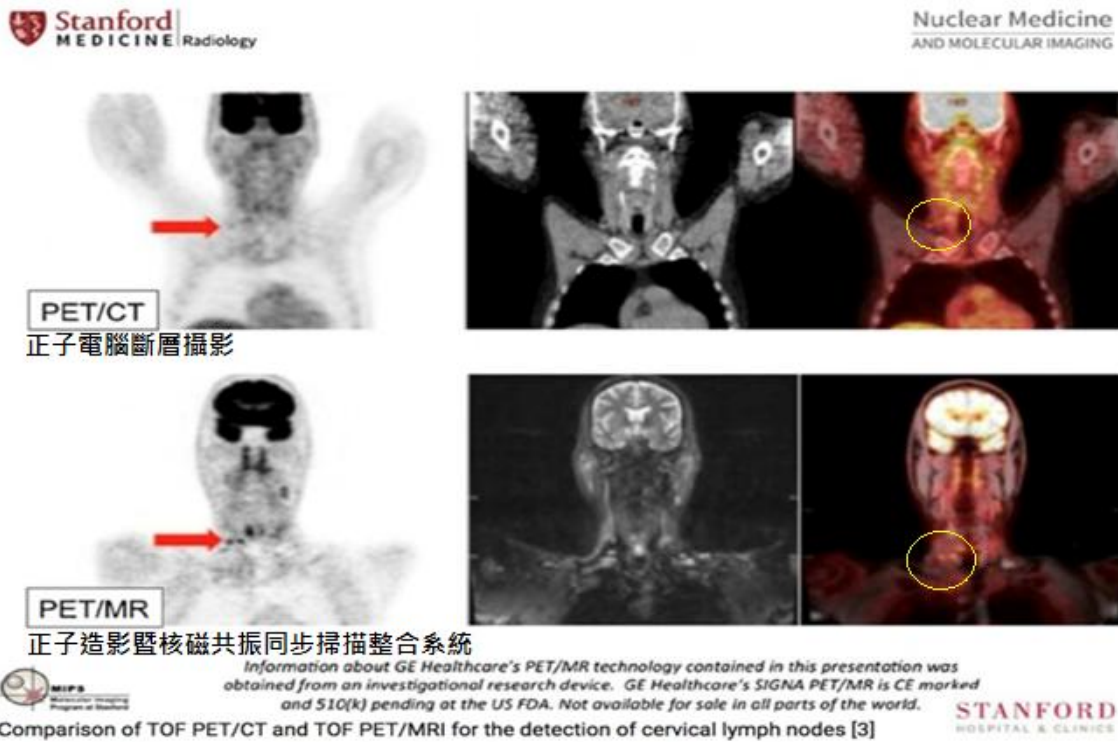 Stanford
MEDICINE Radiology
Nuclear Medicine
AND MOLECULAR IMAGING
PET/CT
正子電腦斷層攝影
PET/MR
正子造影暨核磁共振同步掃描整合系統
MIPS
Molecular Imaging
Program at Stanford
Information about GE Healthcare's PET/MR technology contained in this presentation was
obtained from an investigational research device. GE Healthcare's SIGNA PET/MR is CE marked
and 510(k) pending at the US FDA. Not available for sale in all parts of the world.
STANFORD
HOSPITAL & CLINICS
Comparison of TOF PET/CT and TOF PET/MRI for the detection of cervical lymph nodes [3]